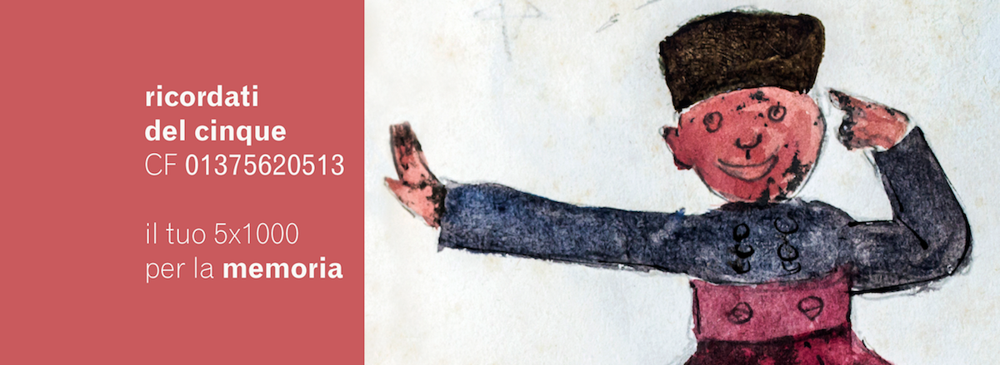 ricordati
del cinque
CF 01375620513
il tuo 5x1000
per la memoria